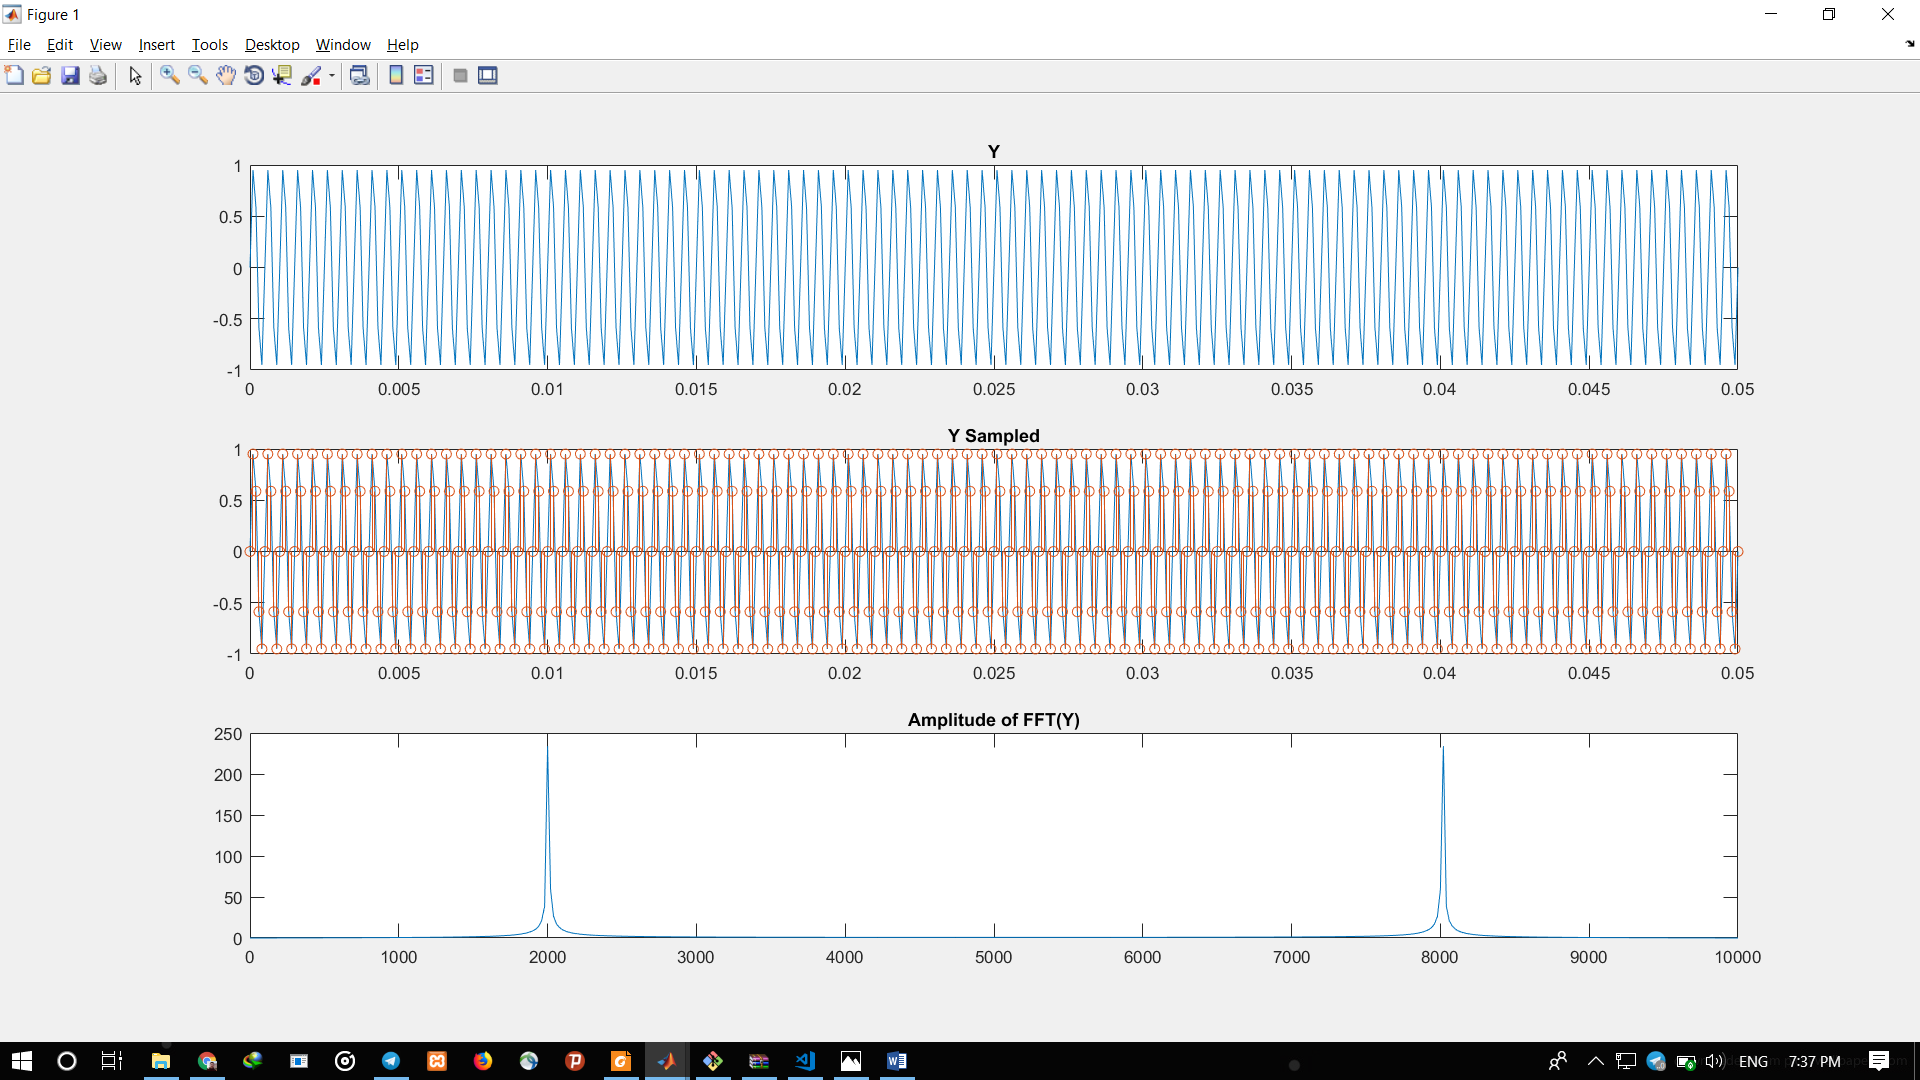 Figure 1
File Edit View Insert Tools Desktop Window Help
Y
1
0.5
0
-0.5
-1
0 0.005 0.01 0.015 0.02 0.025 0.03 0.035 0.04 0.045 0.05
Y Sampled
1
0.5
0
-0.5
-1
0 0.005 0.01 0.015 0.02 0.025 0.03 0.035 0.04 0.045 0.05
Amplitude of FFT(Y)
250
200
150
100
50
0
0 1000 2000 3000 4000 5000 6000 7000 8000 9000 10000
ENG 7:37 PM